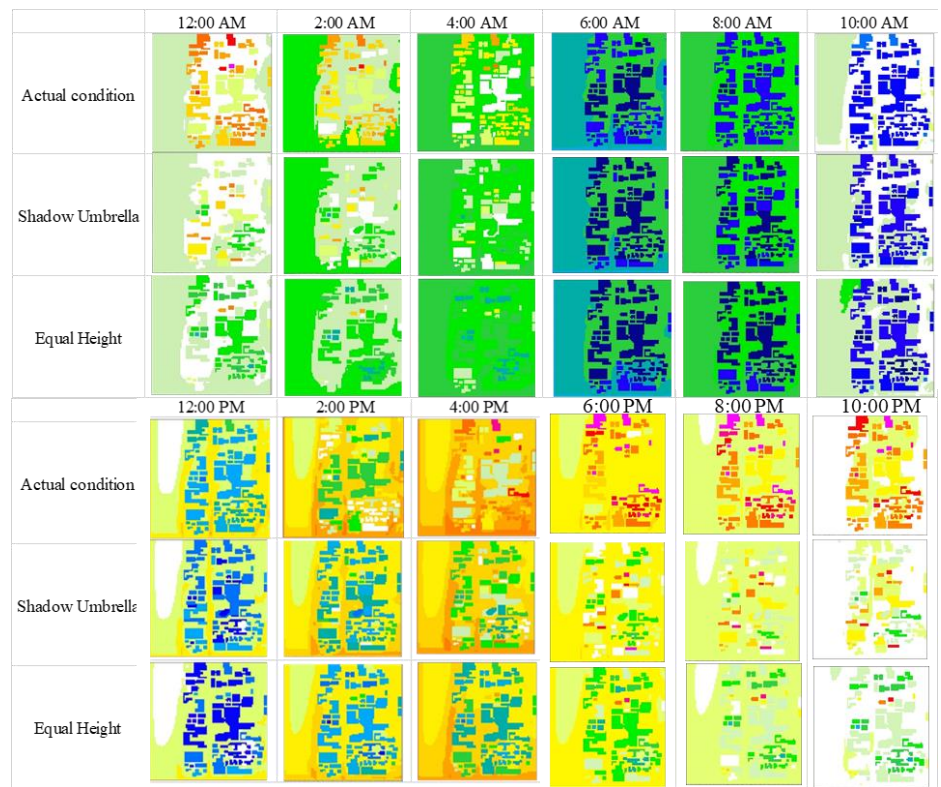 12:00 AM 2:00 AM 4:00 AM 6:00 AM 8:00 AM 10:00 AM
Actual condition
Shadow Umbrella
Equal Height
12:00 PM 2:00 PM 4:00 PM 6:00 PM 8:00 PM 10:00 PM
Actual condition
Shadow Umbrella
Equal Height